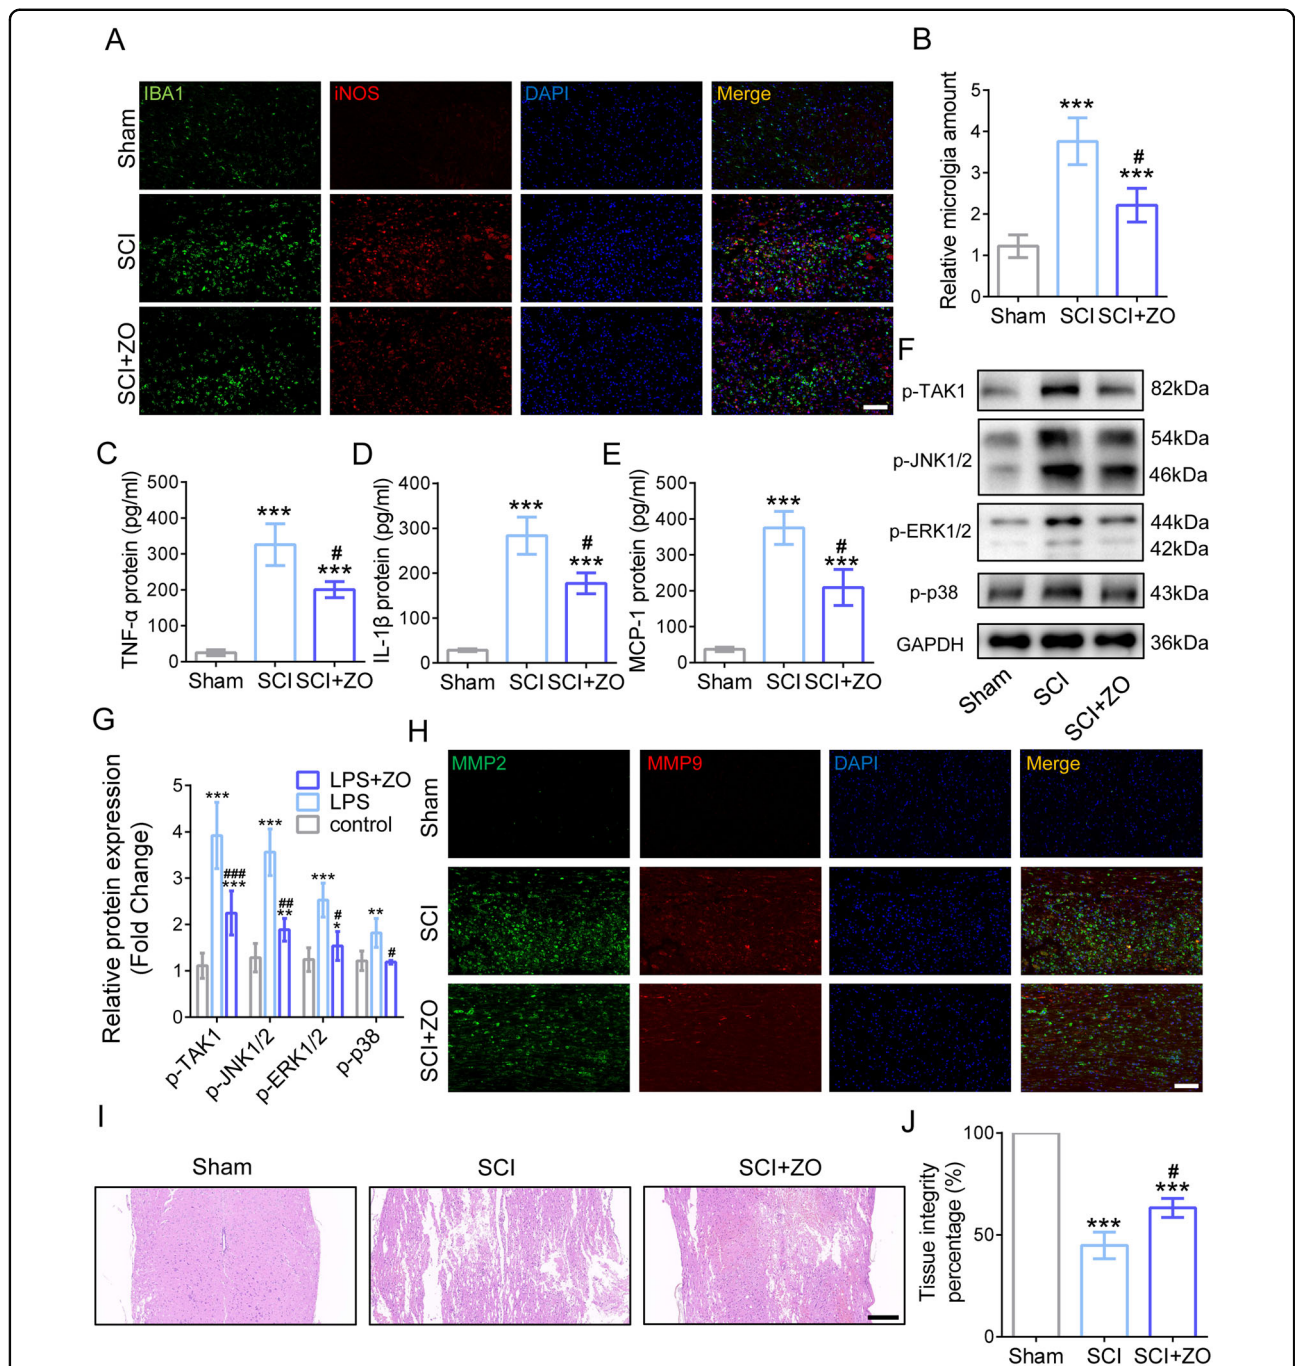 A
IBA1
iNOS
DAPI
Merge
Sham
SCI
SCI+ZO
B
Relative microlgia amount
5
4
3
2
1
0
***
#
***
Sham
SCI
SCI+ZO
C
TNF-α protein (pg/ml)
500
400
300
200
100
0
***
#
***
Sham
SCI
SCI+ZO
D
IL-1β protein (pg/ml)
400
300
200
100
0
***
#
***
Sham
SCI
SCI+ZO
E
MCP-1 protein (pg/ml)
500
400
300
200
100
0
***
#
***
Sham
SCI
SCI+ZO
F
p-TAK1
82kDa
p-JNK1/2
54kDa
46kDa
p-ERK1/2
44kDa
42kDa
p-p38
43kDa
GAPDH
36kDa
Sham
SCI
SCI+ZO
G
Relative protein expression
(Fold Change)
5
4
3
2
1
0
LPS+ZO
LPS
control
***
###
***
***
##
**
***
#
*
**
#
p-TAK1
p-JNK1/2
p-ERK1/2
p-p38
H
MMP2
MMP9
DAPI
Merge
Sham
SCI
SCI+ZO
I
Sham
SCI
SCI+ZO
J
Tissue integrity
percentage (%)
100
50
0
***
#
***
Sham
SCI
SCI+ZO